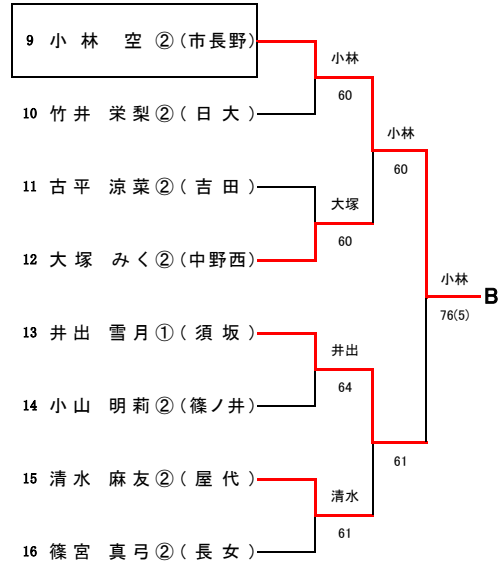 9 小林 空②(市長野)
小林
60
10 竹井 栄梨②(日大)
小林
60
11 古平 涼菜②(吉田)
大塚
60
12 大塚 みく②(中野西)
小林
76(5)
B
13 井出 雪月①(須坂)
井出
64
14 小山 明莉②(篠ノ井)
61
15 清水 麻友②(屋代)
清水
61
16 篠宮 真弓②(長女)